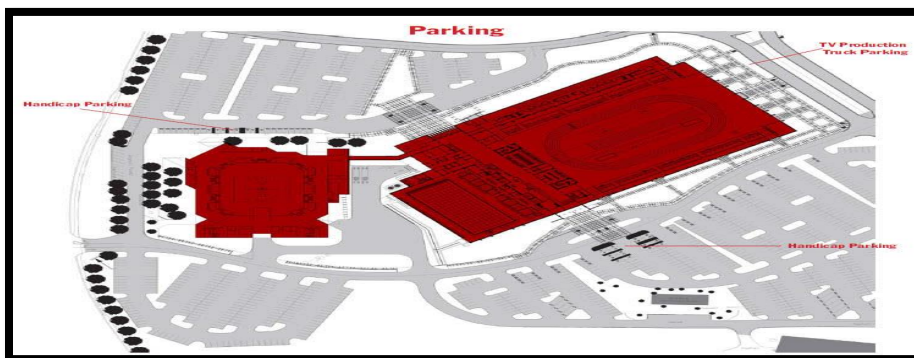 Parking
TV Production
Truck Parking
Handicap Parking
Handicap Parking